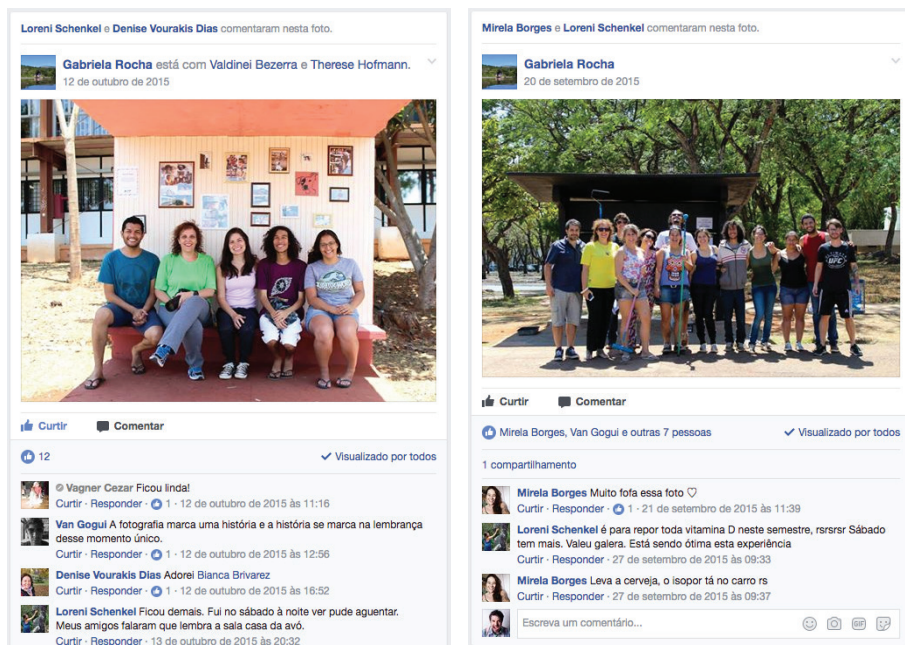 Loreni Schenkel e Denise Vourakis Dias comentaram nesta foto.
Gabriela Rocha está com Valdinei Bezerra e Therese Hofmann.
12 de outubro de 2015
Curtir Comentar
12 Visualizado por todos
Vagner Cezar Ficou linda!
Curtir · Responder · 1 · 12 de outubro de 2015 às 11:16
Van Gogui A fotografia marca uma história e a história se marca na lembrança
desse momento único.
Curtir · Responder · 1 · 12 de outubro de 2015 às 12:56
Denise Vourakis Dias Adorei Bianca Brivarez
Curtir · Responder · 1 · 12 de outubro de 2015 às 16:52
Loreni Schenkel Ficou demais. Fui no sábado à noite ver pude aguentar.
Meus amigos falaram que lembra a sala casa da avó.
Curtir · Responder · 13 de outubro de 2015 às 20:32
Mirela Borges e Loreni Schenkel comentaram nesta foto.
Gabriela Rocha
20 de setembro de 2015
UFC
Curtir Comentar
Mirela Borges, Van Gogui e outras 7 pessoas Visualizado por todos
1 compartilhamento
Mirela Borges Muito fofa essa foto ♡
Curtir · Responder · 1 · 21 de setembro de 2015 às 11:39
Loreni Schenkel é para repor toda vitamina D neste semestre, rsrsrsr Sábado
tem mais. Valeu galera. Está sendo ótima esta experiência
Curtir · Responder · 27 de setembro de 2015 às 09:33
Mirela Borges Leva a cerveja, o isopor tá no carro rs
Curtir · Responder · 27 de setembro de 2015 às 09:37
Escreva um comentário...
GIF